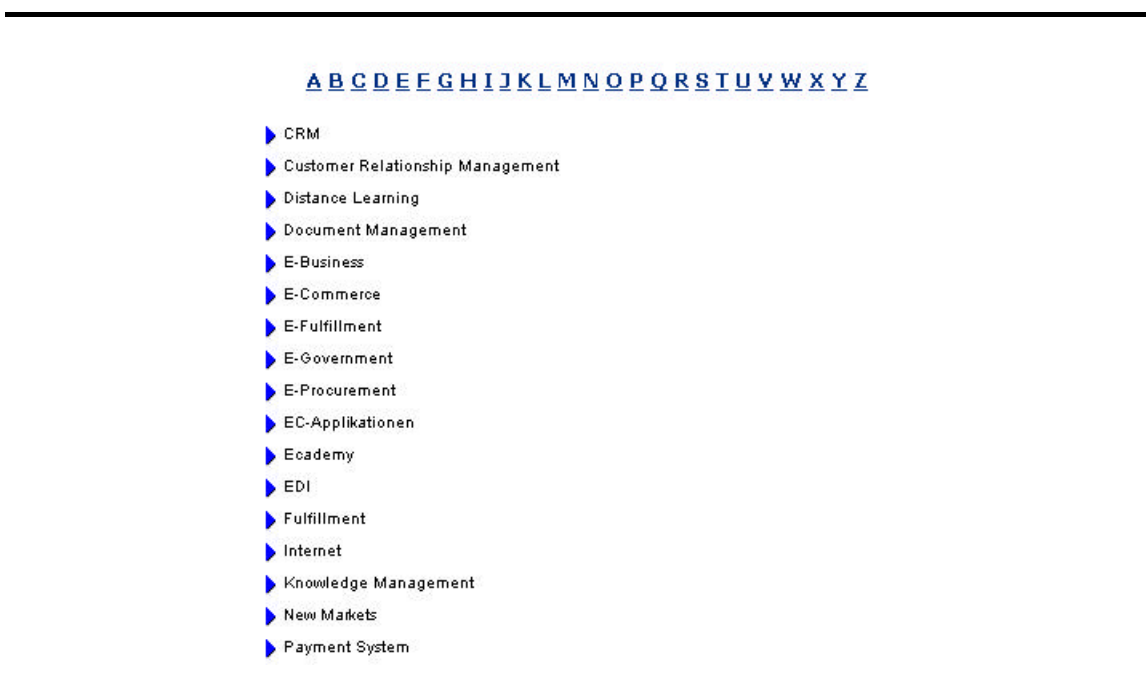 A B C D E F G H I J K L M N O P Q R S T U V W X Y Z
CRM
Customer Relationship Management
Distance Learning
Document Management
E-Business
E-Commerce
E-Fulfillment
E-Government
E-Procurement
EC-Applikationen
Ecademy
EDI
Fulfillment
Internet
Knowledge Management
New Markets
Payment System